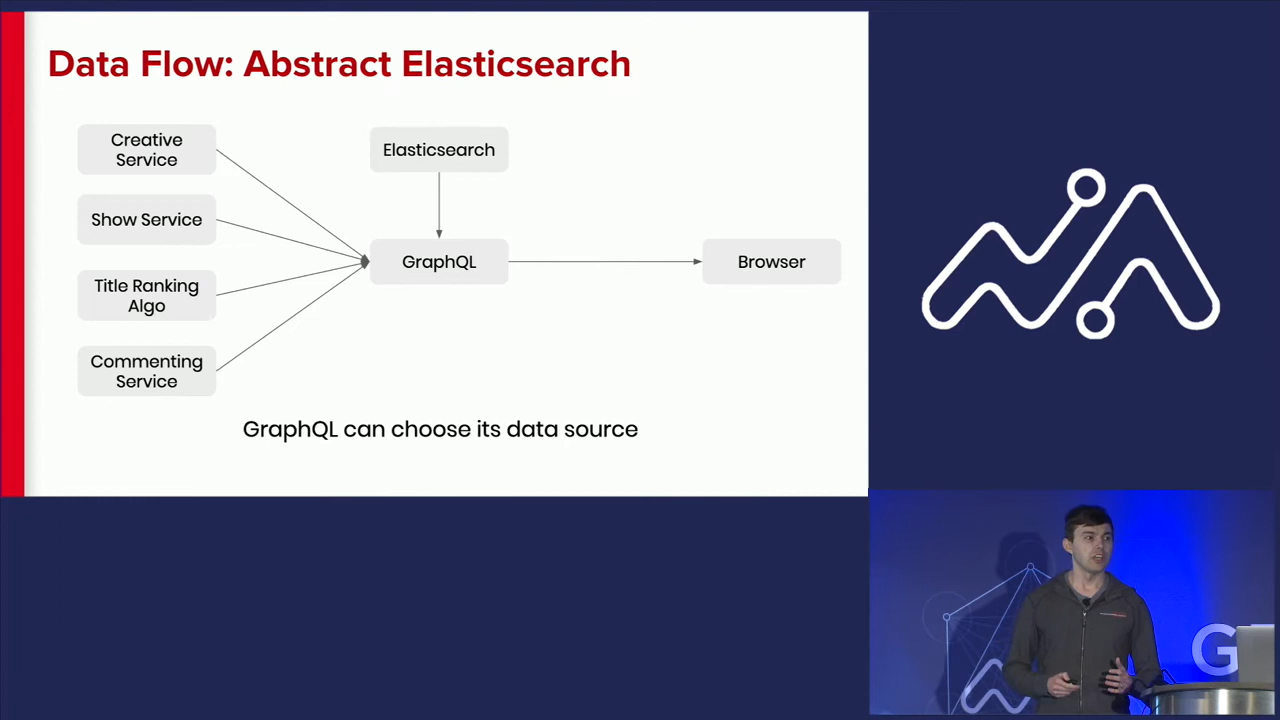 Data Flow: Abstract Elasticsearch
Creative
Service
Elasticsearch
Show Service
GraphQL
Browser
Title Ranking
Algo
Commenting
Service
GraphQL can choose its data source
G